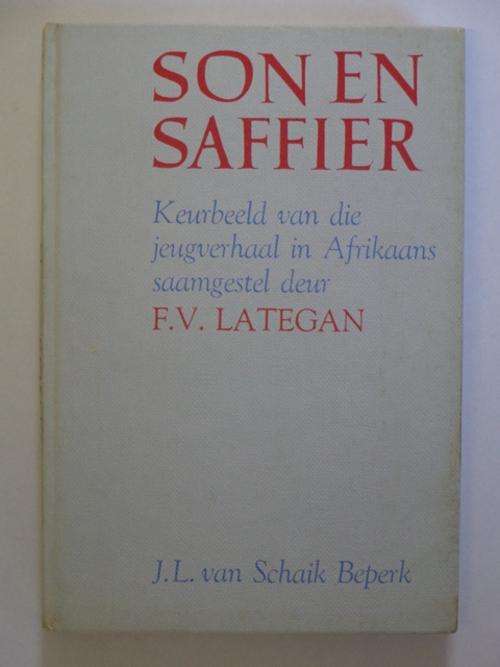 SON EN
SAFFIER
Keurbeeld van die
jeugverhaal in Afrikaans
saamgestel deur
F.V. LATEGAN
J.L. van Schaik Beperk